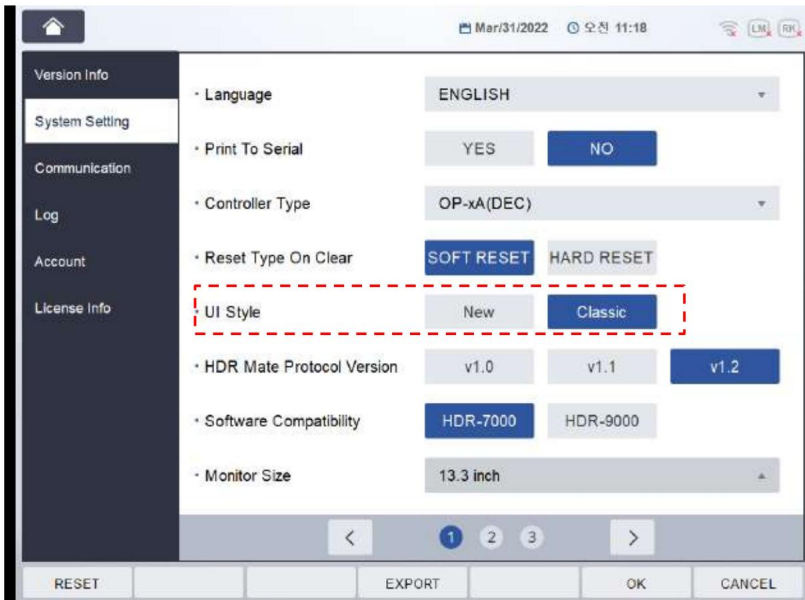 Mar/31/2022 오전 11:18 LM RK
Version Info
System Setting
Communication
Log
Account
License Info
· Language ENGLISH
· Print To Serial YES NO
· Controller Type OP-xA(DEC)
· Reset Type On Clear SOFT RESET HARD RESET
· UI Style New Classic
· HDR Mate Protocol Version v1.0 v1.1 v1.2
· Software Compatibility HDR-7000 HDR-9000
· Monitor Size 13.3 inch
< 1 2 3 >
RESET EXPORT OK CANCEL